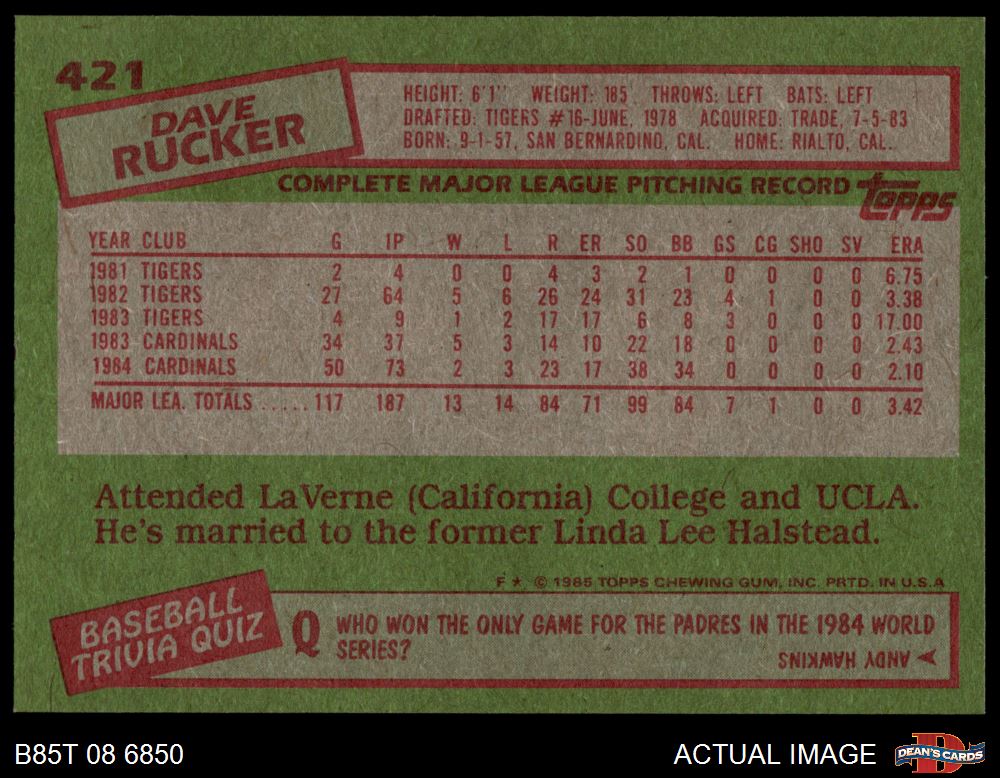 421
DAVE
RUCKER
HEIGHT: 6'1" WEIGHT: 185 THROWS: LEFT BATS: LEFT
DRAFTED: TIGERS #16-JUNE, 1978 ACQUIRED: TRADE, 7-5-83
BORN: 9-1-57, SAN BERNARDINO, CAL. HOME: RIALTO, CAL.
COMPLETE MAJOR LEAGUE PITCHING RECORD topps
YEAR CLUB G IP W L R ER SO BB GS CG SHO SV ERA
1981 TIGERS 2 4 0 0 4 3 2 1 0 0 0 0 6.75
1982 TIGERS 27 64 5 6 26 24 31 23 4 1 0 0 3.38
1983 TIGERS 4 9 1 2 17 17 6 8 3 0 0 0 17.00
1983 CARDINALS 34 37 5 3 14 10 22 18 0 0 0 0 2.43
1984 CARDINALS 50 73 2 3 23 17 38 34 0 0 0 0 2.10
MAJOR LEA. TOTALS ..... 117 187 13 14 84 71 99 84 7 1 0 0 3.42
Attended LaVerne (California) College and UCLA.
He's married to the former Linda Lee Halstead.
F ★ © 1985 TOPPS CHEWING GUM, INC. PRTD. IN U.S.A
BASEBALL
TRIVIA QUIZ
Q WHO WON THE ONLY GAME FOR THE PADRES IN THE 1984 WORLD
SERIES?
ANDY HAWKINS
B85T 08 6850 ACTUAL IMAGE DEAN'S CARDS